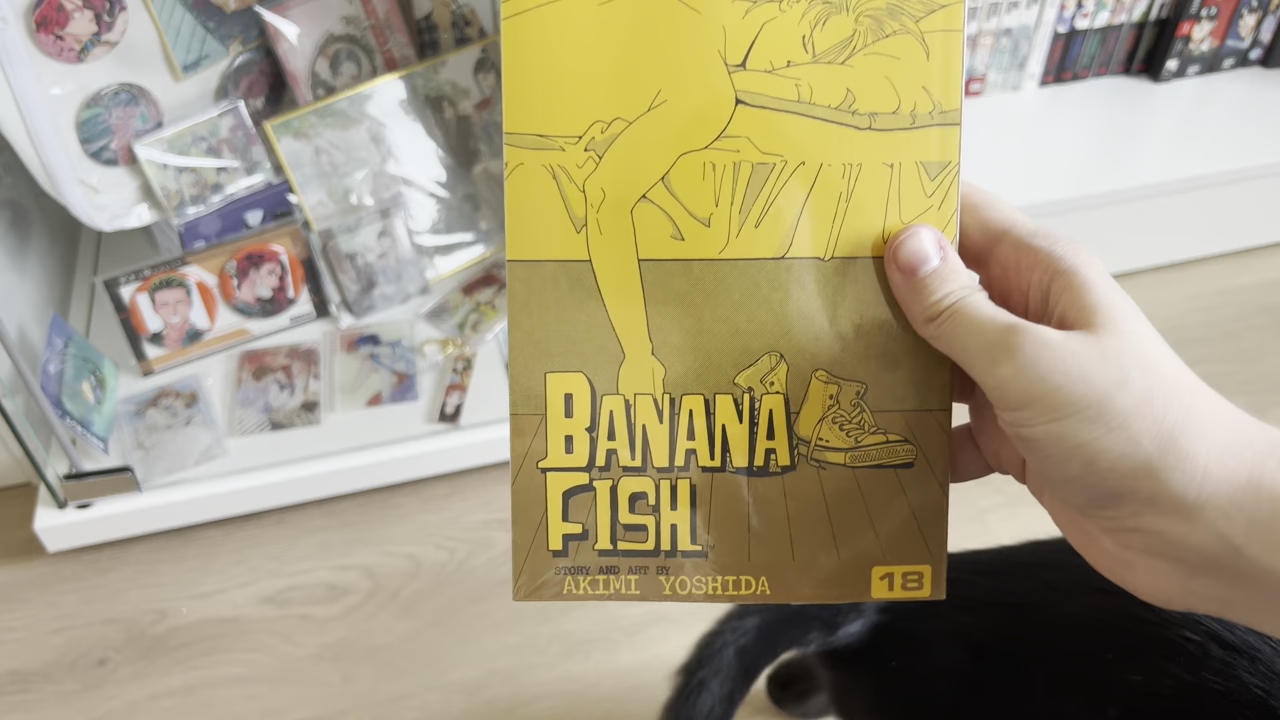 BANANA
FISH
STORY AND ART BY
AKIMI YOSHIDA
18